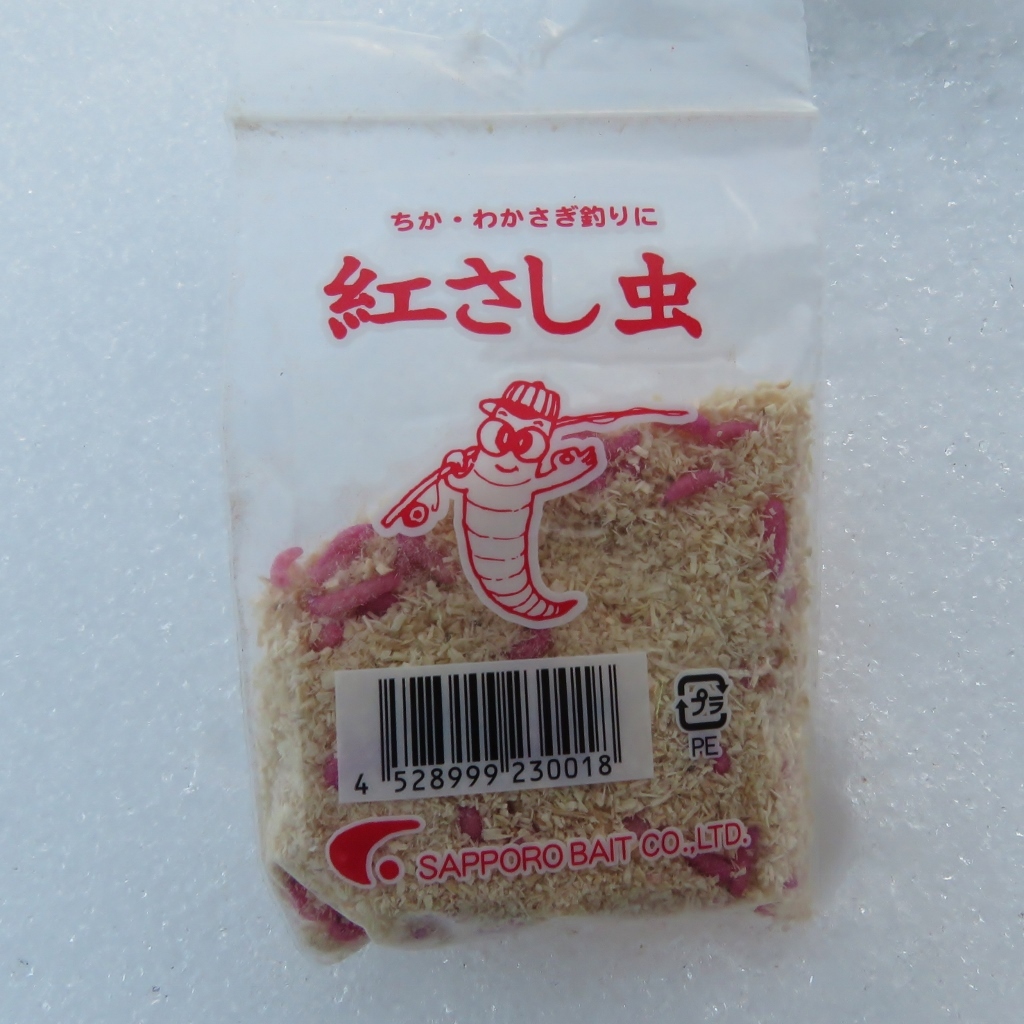 ちか・わかさぎ釣りに
紅さし虫
4 528999 230018
プラ
PE
SAPPORO BAIT CO.,LTD.